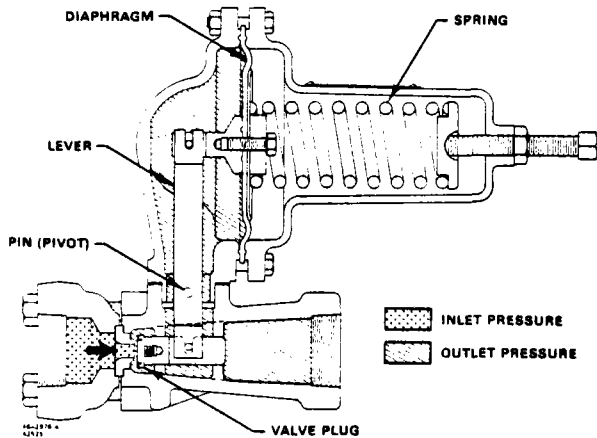 DIAPHRAGM
SPRING
LEVER
PIN (PIVOT)
INLET PRESSURE
OUTLET PRESSURE
VALVE PLUG